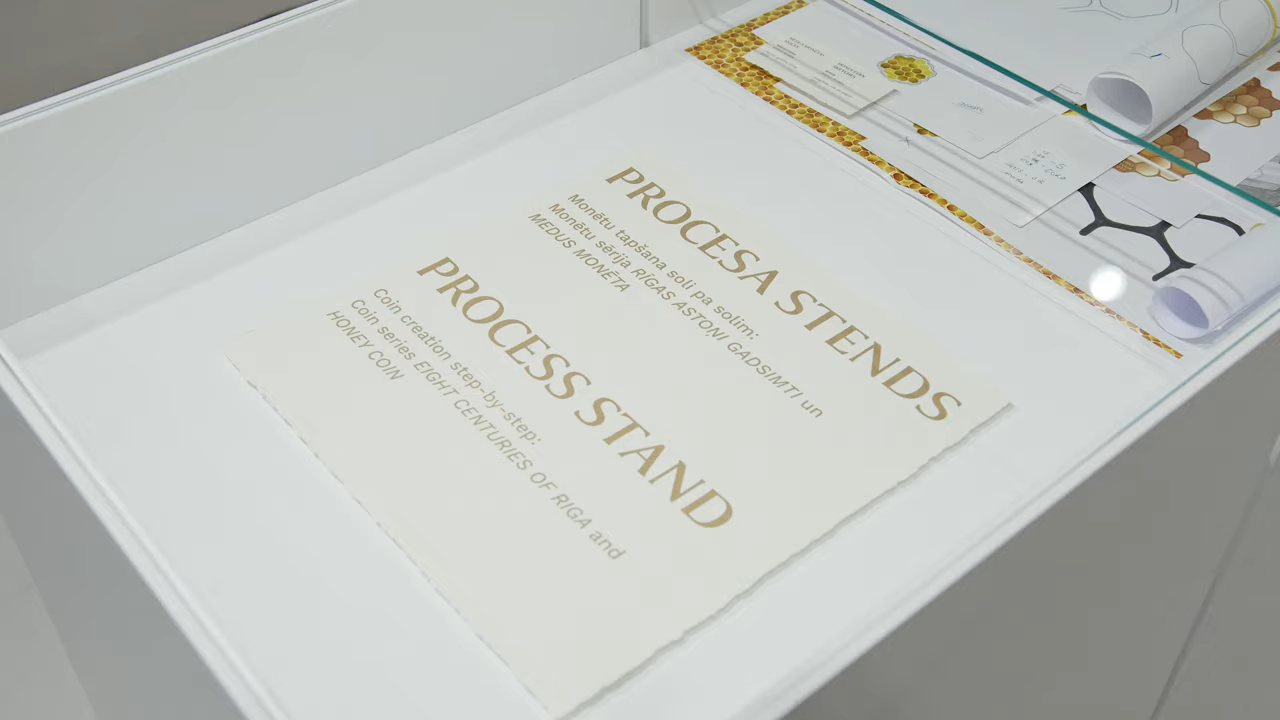 PROCESA STENDS
Monētu tapšana soli pa solim:
Monētu sērija RĪGAS ASTOŅI GADSIMTI un
MEDUS MONĒTA
PROCESS STAND
Coin creation step-by-step:
Coin series EIGHT CENTURIES OF RIGA and
HONEY COIN